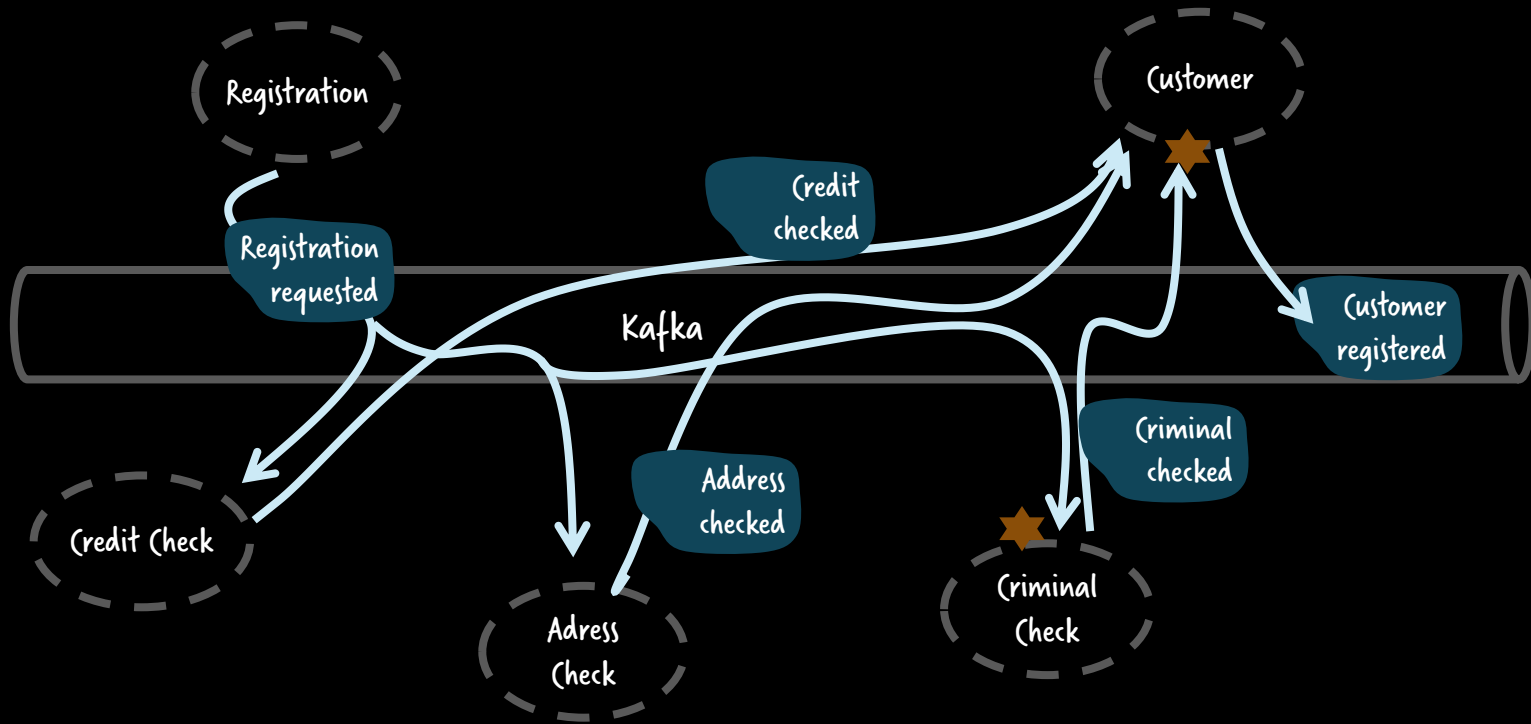 Registration
Customer
Credit
checked
Registration
requested
Kafka
Customer
registered
Criminal
checked
Address
checked
Credit Check
Adress
Check
Criminal
Check